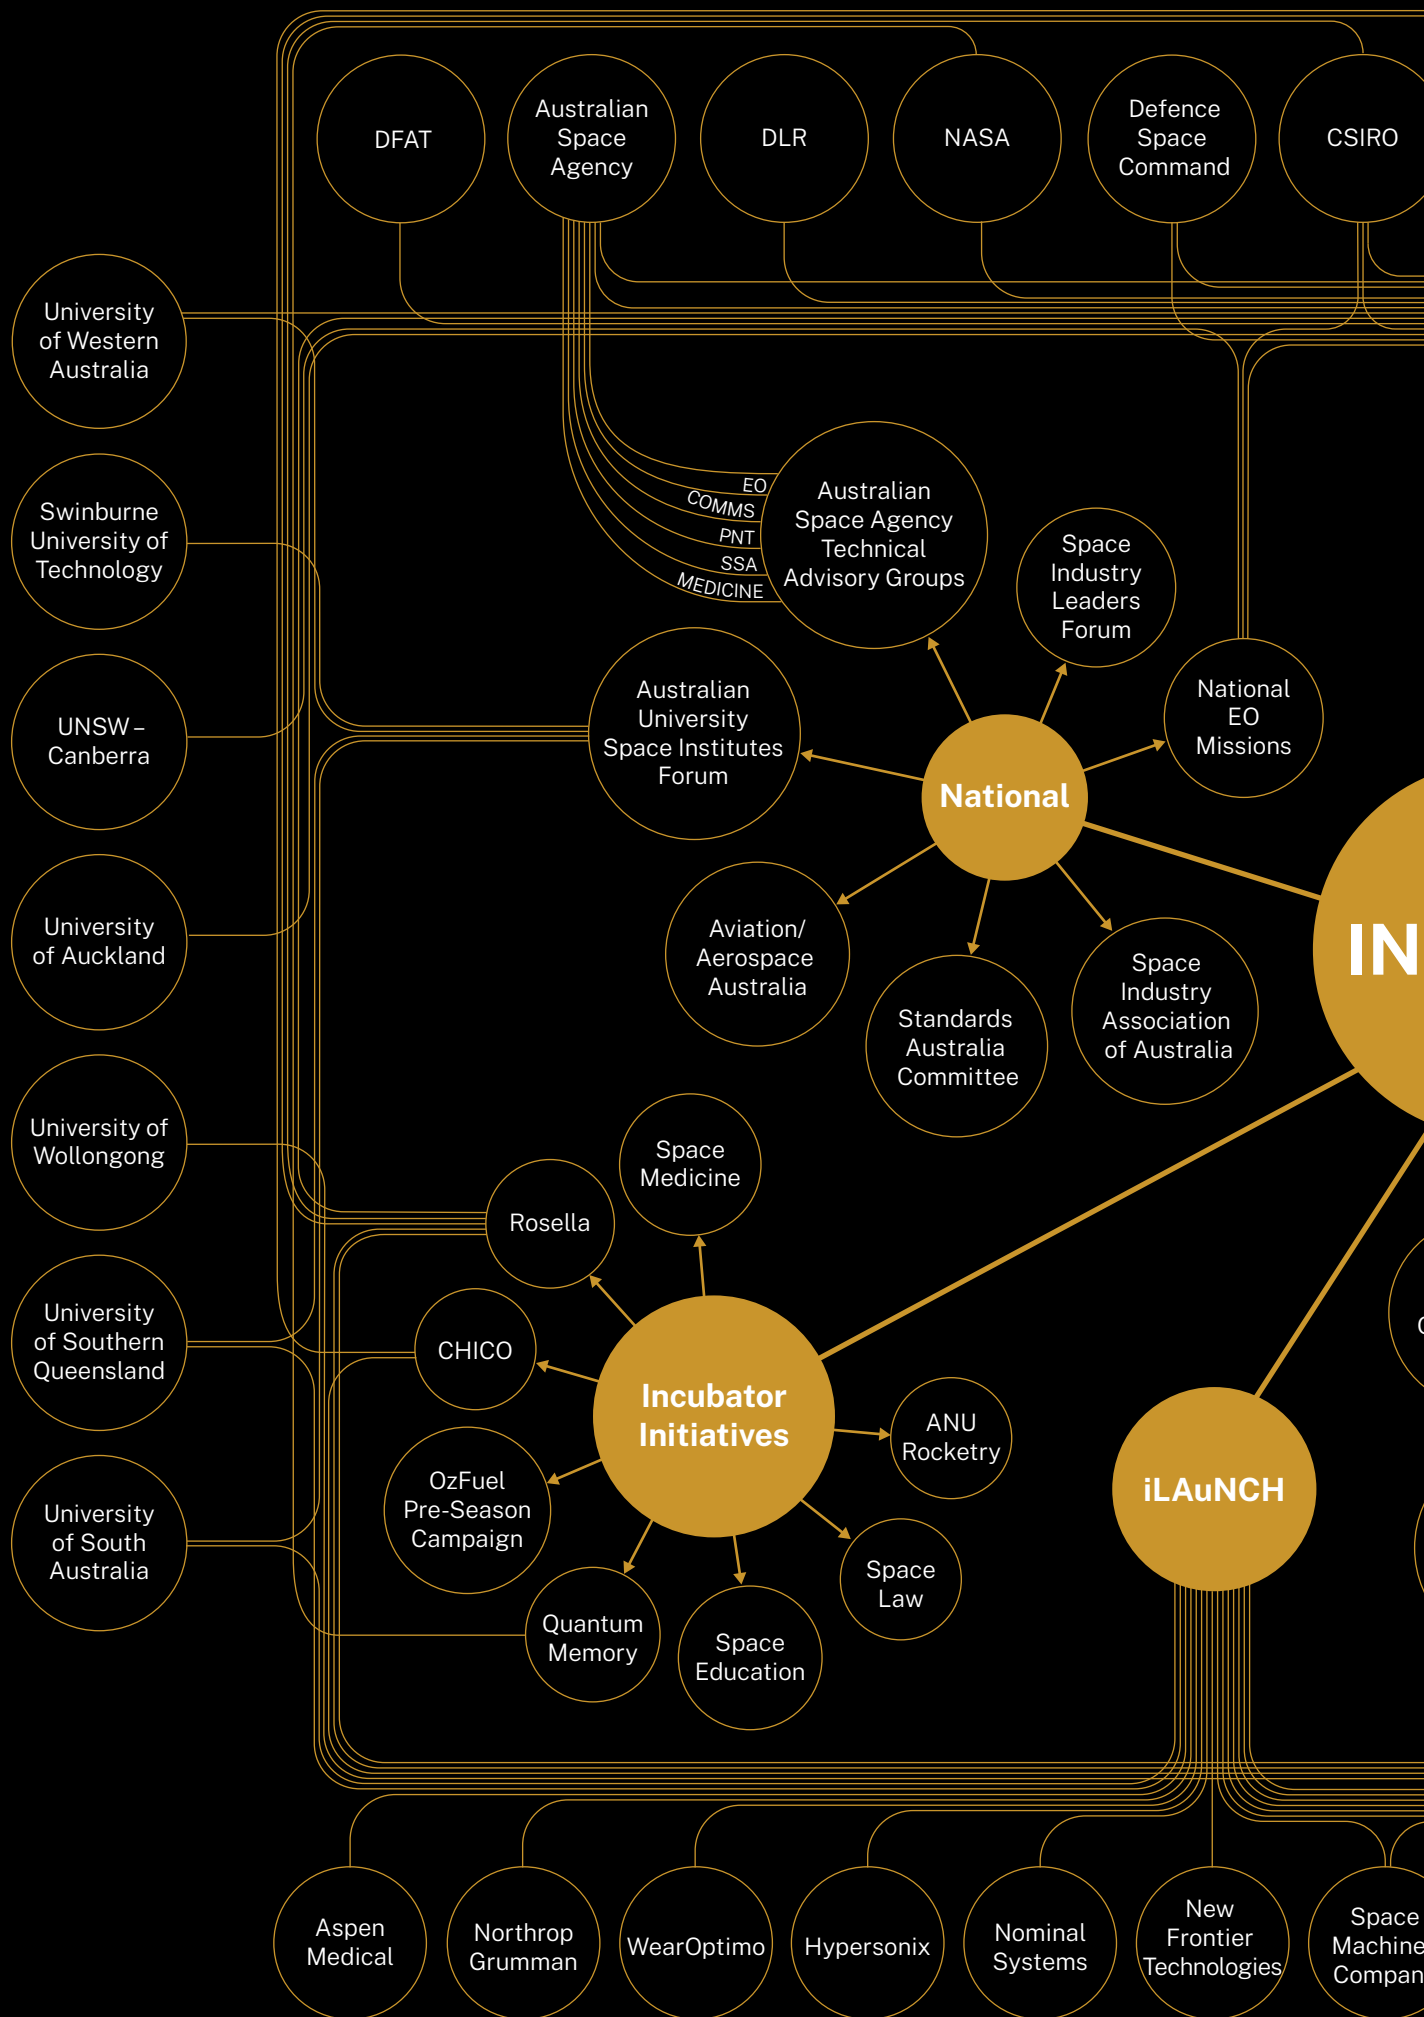 DFAT
Australian
Space
Agency
DLR
NASA
Defence
Space
Command
CSIRO
University
of Western
Australia
Swinburne
University of
Technology
UNSW –
Canberra
University
of Auckland
University of
Wollongong
University
of Southern
Queensland
University
of South
Australia
EO
COMMS
PNT
SSA
MEDICINE
Australian
Space Agency
Technical
Advisory Groups
Space
Industry
Leaders
Forum
National
EO
Missions
Australian
University
Space Institutes
Forum
National
Aviation/
Aerospace
Australia
Standards
Australia
Committee
Space
Industry
Association
of Australia
IN
Space
Medicine
Rosella
CHICO
Incubator
Initiatives
ANU
Rocketry
OzFuel
Pre-Season
Campaign
Space
Law
Quantum
Memory
Space
Education
iLAuNCH
Aspen
Medical
Northrop
Grumman
WearOptimo
Hypersonix
Nominal
Systems
New
Frontier
Technologies
Space
Machine
Compan